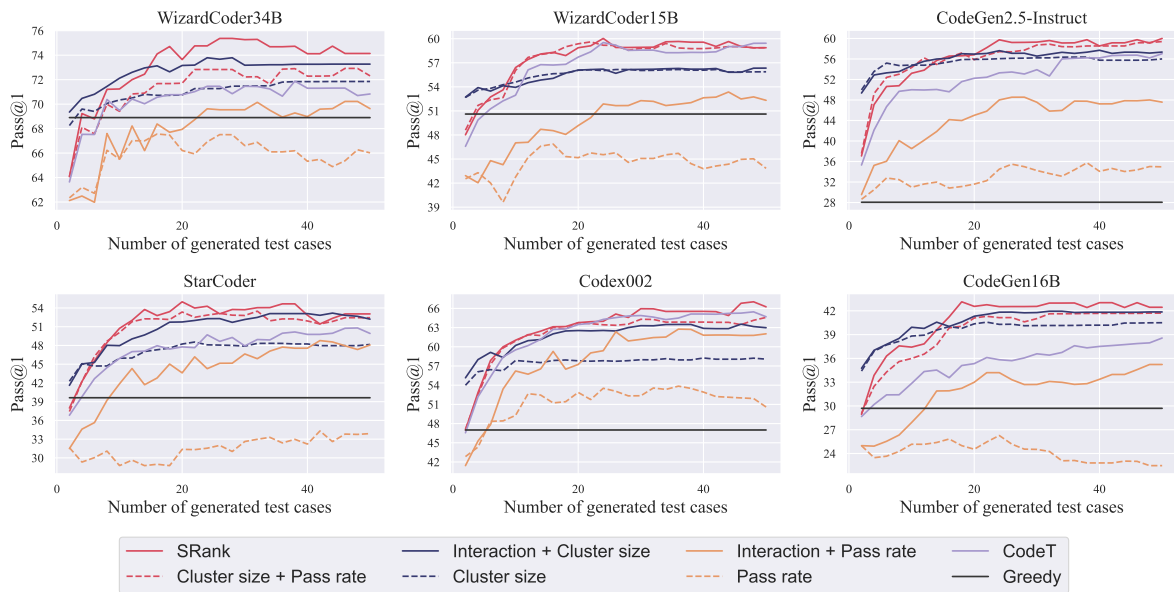 WizardCoder34B
WizardCoder15B
CodeGen2.5-Instruct
Pass@1
76
74
72
70
68
66
64
62
0
20
40
Number of generated test cases
Pass@1
60
57
54
51
48
45
42
39
0
20
40
Number of generated test cases
Pass@1
60
56
52
48
44
40
36
32
28
0
20
40
Number of generated test cases
StarCoder
Codex002
CodeGen16B
Pass@1
54
51
48
45
42
39
36
33
30
0
20
40
Number of generated test cases
Pass@1
66
63
60
57
54
51
48
45
42
0
20
40
Number of generated test cases
Pass@1
42
39
36
33
30
27
24
0
20
40
Number of generated test cases
SRank
Interaction + Cluster size
Interaction + Pass rate
CodeT
Cluster size + Pass rate
Cluster size
Pass rate
Greedy